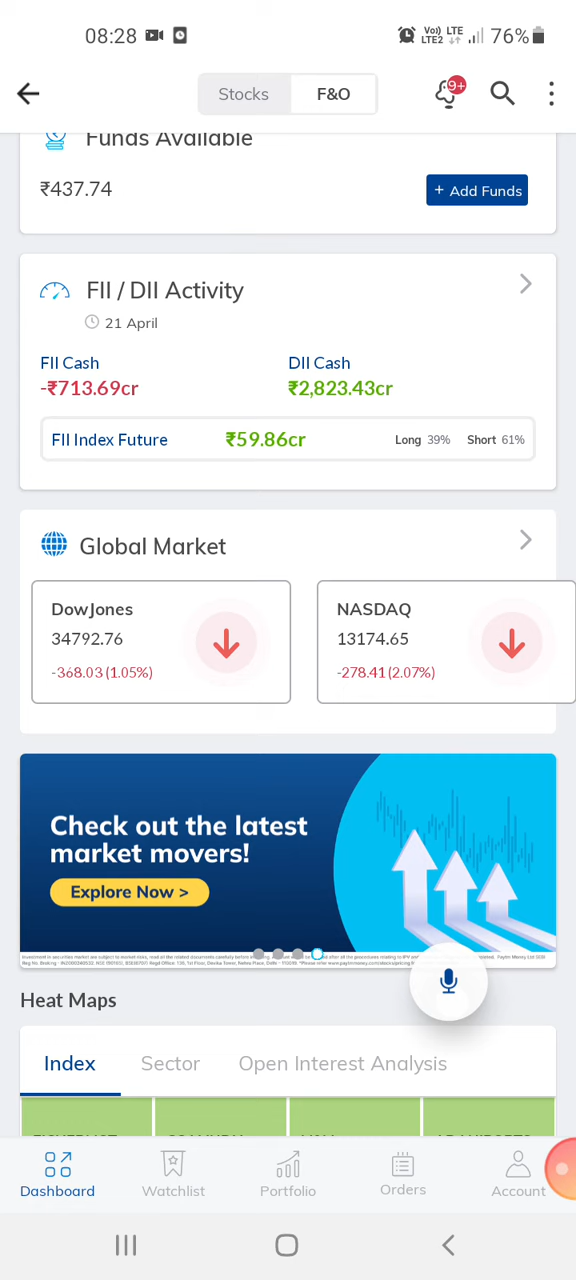 08:28
Vo) LTE
LTE2
76%
Stocks
F&O
9+
Funds Available
₹437.74
+ Add Funds
FII / DII Activity
21 April
FII Cash
DII Cash
-₹713.69cr
₹2,823.43cr
FII Index Future
₹59.86cr
Long 39%
Short 61%
Global Market
DowJones
NASDAQ
34792.76
13174.65
-368.03 (1.05%)
-278.41 (2.07%)
Check out the latest
market movers!
Explore Now >
Heat Maps
Index
Sector
Open Interest Analysis
Dashboard
Watchlist
Portfolio
Orders
Account